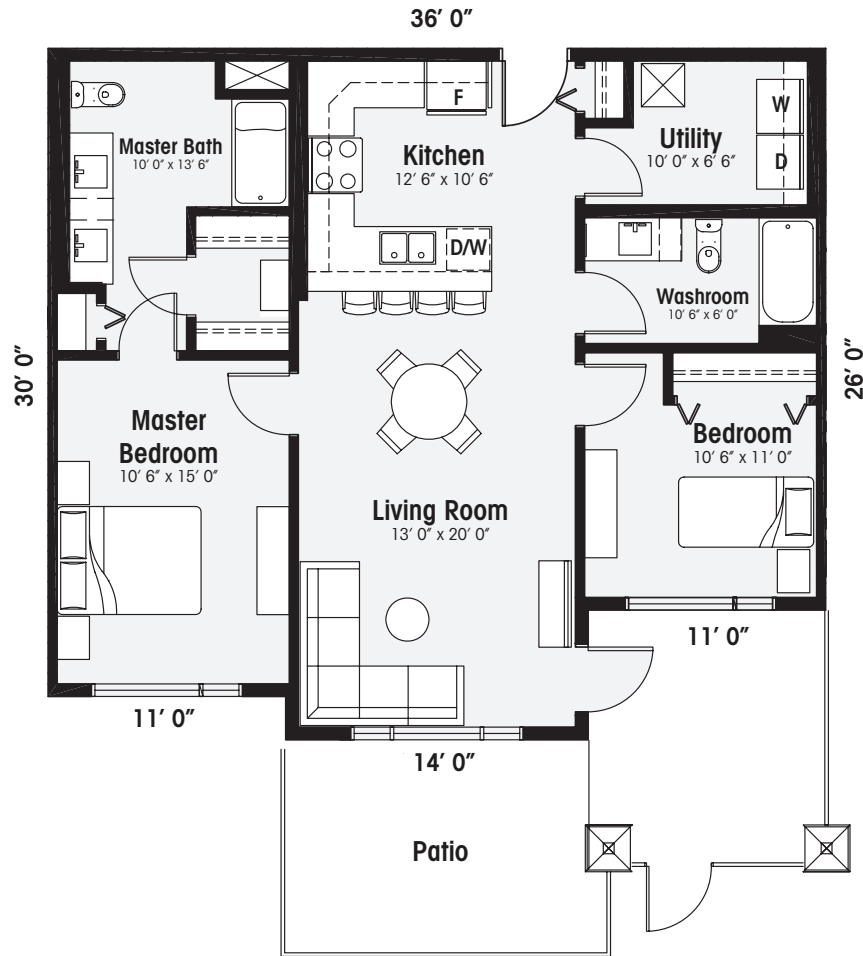 36’ 0”
F
W
Master Bath
10’ 0” x 13’ 6”
Kitchen
12’ 6” x 10’ 6”
Utility
10’ 0” x 6’ 6”
D
D/W
Washroom
10’ 6” x 6’ 0”
30’ 0”
26’ 0”
Master
Bedroom
10’ 6” x 15’ 0”
Bedroom
10’ 6” x 11’ 0”
Living Room
13’ 0” x 20’ 0”
11’ 0”
11’ 0”
14’ 0”
Patio